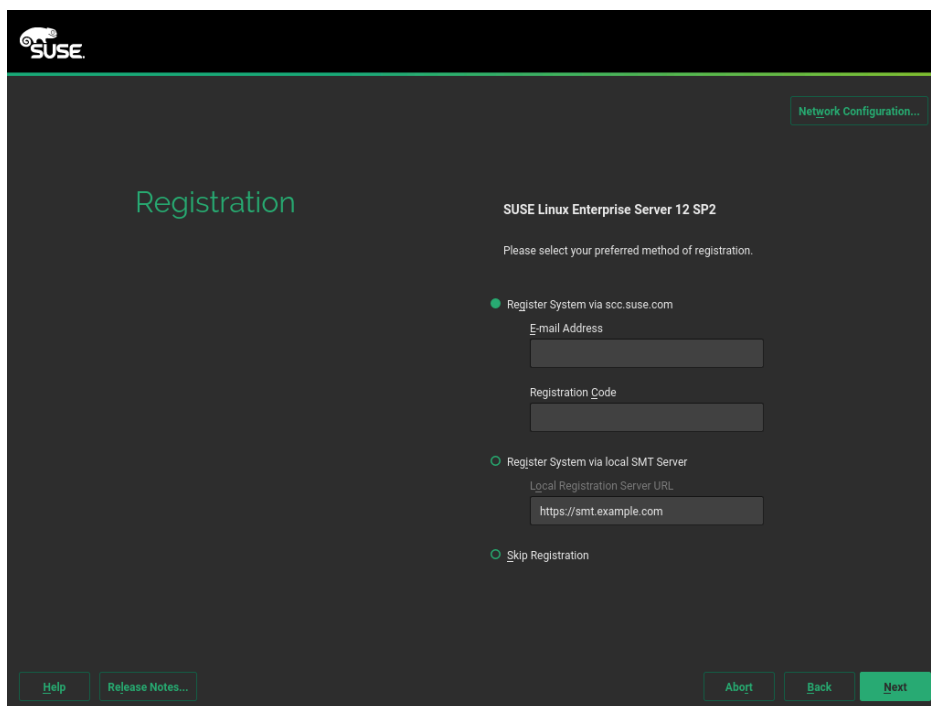 SUSE.
Network Configuration...
Registration
SUSE Linux Enterprise Server 12 SP2
Please select your preferred method of registration.
Register System via scc.suse.com
E-mail Address
Registration Code
Register System via local SMT Server
Local Registration Server URL
https://smt.example.com
Skip Registration
Help
Release Notes...
Abort
Back
Next